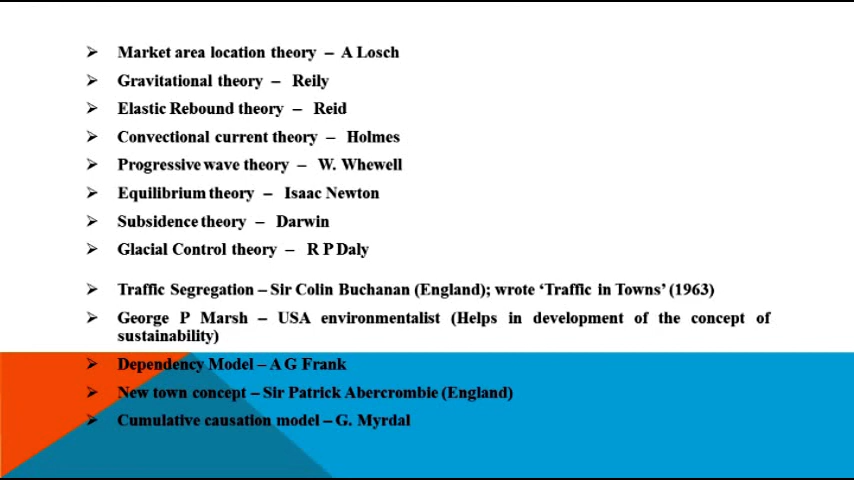 ➢ Market area location theory – A Losch
➢ Gravitational theory – Reily
➢ Elastic Rebound theory – Reid
➢ Convectional current theory – Holmes
➢ Progressive wave theory – W. Whewell
➢ Equilibrium theory – Isaac Newton
➢ Subsidence theory – Darwin
➢ Glacial Control theory – R P Daly
➢ Traffic Segregation – Sir Colin Buchanan (England); wrote ‘Traffic in Towns’ (1963)
➢ George P Marsh – USA environmentalist (Helps in development of the concept of
sustainability)
➢ Dependency Model – A G Frank
➢ New town concept – Sir Patrick Abercrombie (England)
➢ Cumulative causation model – G. Myrdal